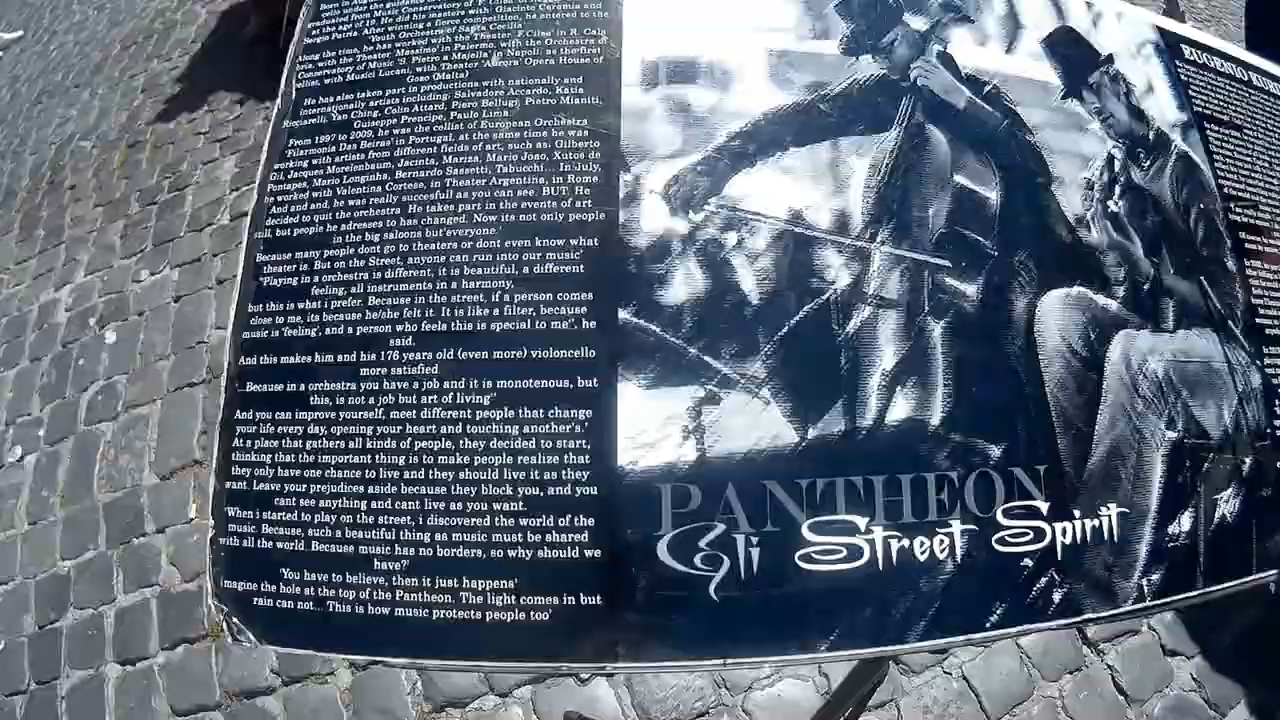 cello under the guidance
graduated from Music Conservatory of 'F. Cilea'
at the age of 19. He did his masters with Giacinto Caramia and
Sergio Patria. After winning a fierce competition, he entered to the
'Youth Orchestra of Santa Cecilia'
Along the time, he has worked with the Theater 'F. Cilea' in R. Cala
bria, with the Theater 'Massimo' in Palermo, with the Orchestra of
Conservatory of Music 'S. Pietro a Majella' in Napoli as the first
cellist, with Musici Lucani, with Theater 'Aurora' Opera House of
Gozo (Malta)
He has also taken part in productions with nationally and
internationally artists including; Salvadore Accardo, Katia
Ricciarelli, Yan Ching, Colin Attard, Piero Bellugi, Pietro Mianiti,
Giuseppe Prencipe, Paulo Lima.
From 1997 to 2009, he was the cellist of European Orchestra
'Filarmonia Das Beiras' in Portugal, at the same time he was
working with artists from different fields of art, such as: Gilberto
Gil, Jacques Morelenbaum, Jacinta, Mariza, Mario Joao, Xutos de
Pontapes, Mario Longinha, Bernardo Sassetti, Tabucchi... In July,
he worked with Valentina Cortese, in Theater Argentina, in Rome
And and and, he was really succesfull as you can see. BUT. He
decided to quit the orchestra He takes part in the events of art
still, but people he adresses to has changed. Now its not only people
in the big saloons but'everyone.'
Because many people dont go to theaters or dont even know what
theater is. But on the Street, anyone can run into our music'
"Playing in a orchestra is different, it is beautiful, a different
feeling, all instruments in a harmony,
but this is what i prefer. Because in the street, if a person comes
close to me, its because he/she felt it. It is like a filter, because
music is 'feeling', and a person who feels this is special to me", he
said.
And this makes him and his 176 years old (even more) violoncello
more satisfied.
"Because in a orchestra you have a job and it is monotenous, but
this, is not a job but art of living"
And you can improve yourself, meet different people that change
your life every day, opening your heart and touching another's.'
At a place that gathers all kinds of people, they decided to start,
thinking that the important thing is to make people realize that
they only have one chance to live and they should live it as they
want. Leave your prejudices aside because they block you, and you
cant see anything and cant live as you want.
'When i started to play on the street, i discovered the world of the
music. Because, such a beautiful thing as music must be shared
with all the world. Because music has no borders, so why should we
have?'
'You have to believe, then it just happens'
Imagine the hole at the top of the Pantheon. The light comes in but
rain can not... This is how music protects people too'
PANTHEON
Gli Street Spirit
EUGENIO